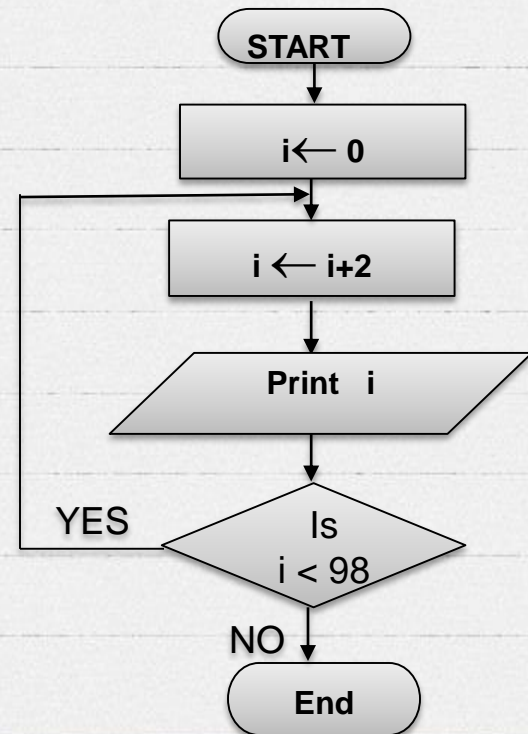 START
i← 0
i ← i+2
Print i
Is
i < 98
YES
NO
End